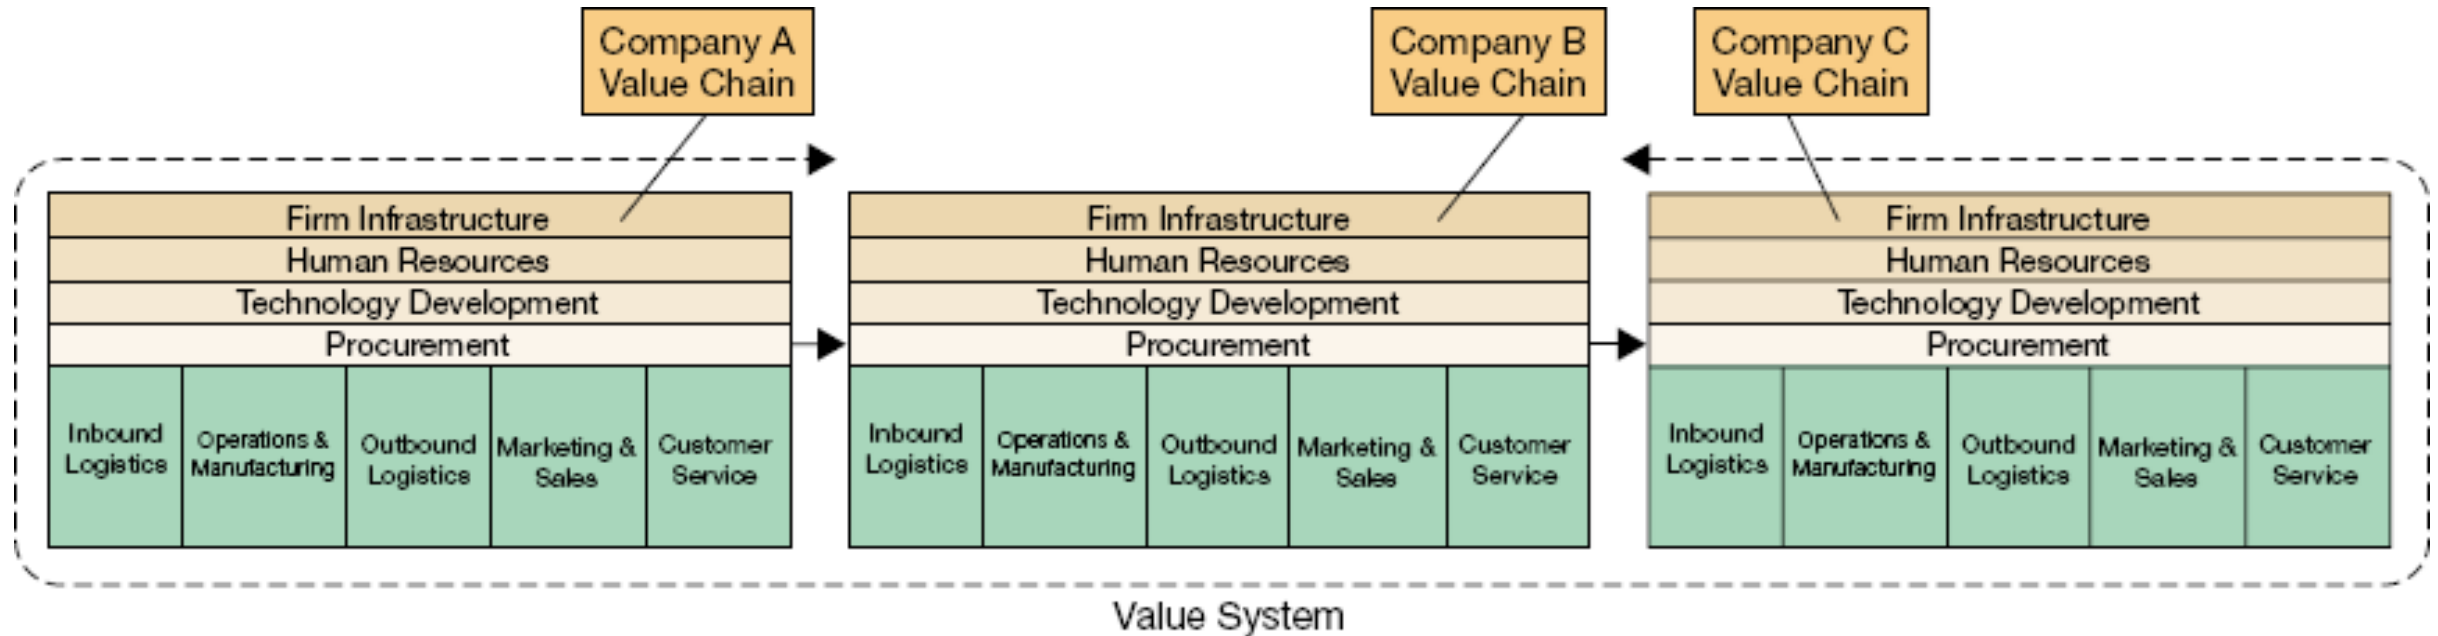 Company A
Value Chain
Company B
Value Chain
Company C
Value Chain
Firm Infrastructure
Human Resources
Technology Development
Procurement
Inbound
Logistics
Operations &
Manufacturing
Outbound
Logistics
Marketing &
Sales
Customer
Service
Firm Infrastructure
Human Resources
Technology Development
Procurement
Inbound
Logistics
Operations &
Manufacturing
Outbound
Logistics
Marketing &
Sales
Customer
Service
Firm Infrastructure
Human Resources
Technology Development
Procurement
Inbound
Logistics
Operations &
Manufacturing
Outbound
Logistics
Marketing &
Sales
Customer
Service
Value System